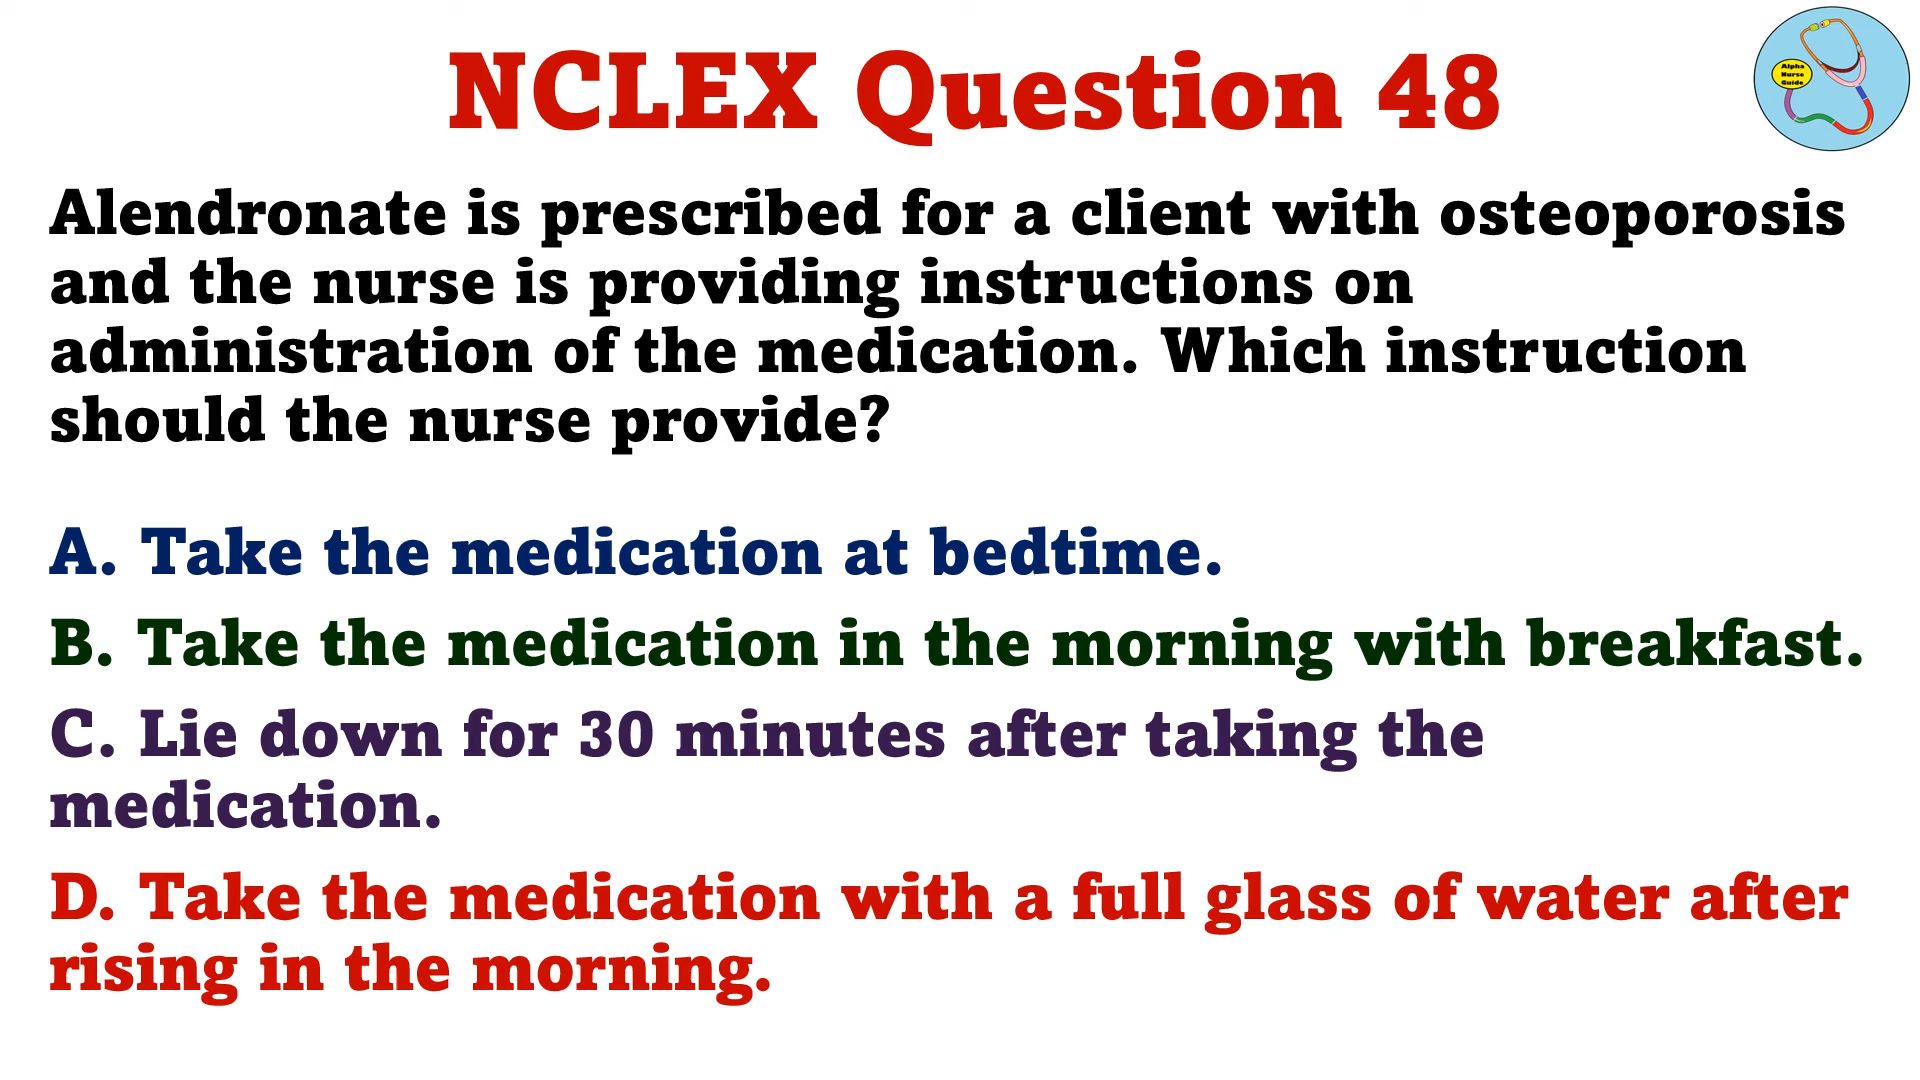 NCLEX Question 48
Alpha
Nurse
Guide
Alendronate is prescribed for a client with osteoporosis
and the nurse is providing instructions on
administration of the medication. Which instruction
should the nurse provide?
A. Take the medication at bedtime.
B. Take the medication in the morning with breakfast.
C. Lie down for 30 minutes after taking the
medication.
D. Take the medication with a full glass of water after
rising in the morning.